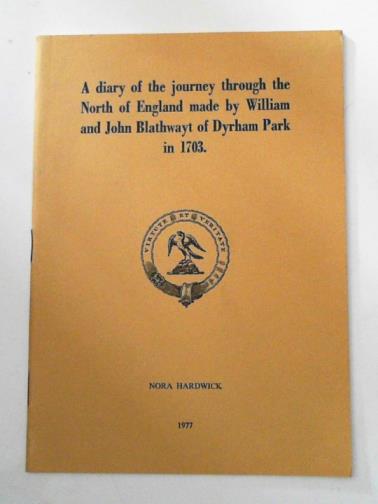 A diary of the journey through the
North of England made by William
and John Blathwayt of Dyrham Park
in 1703.
VIRTUTE ET VERITATE
NORA HARDWICK
1977